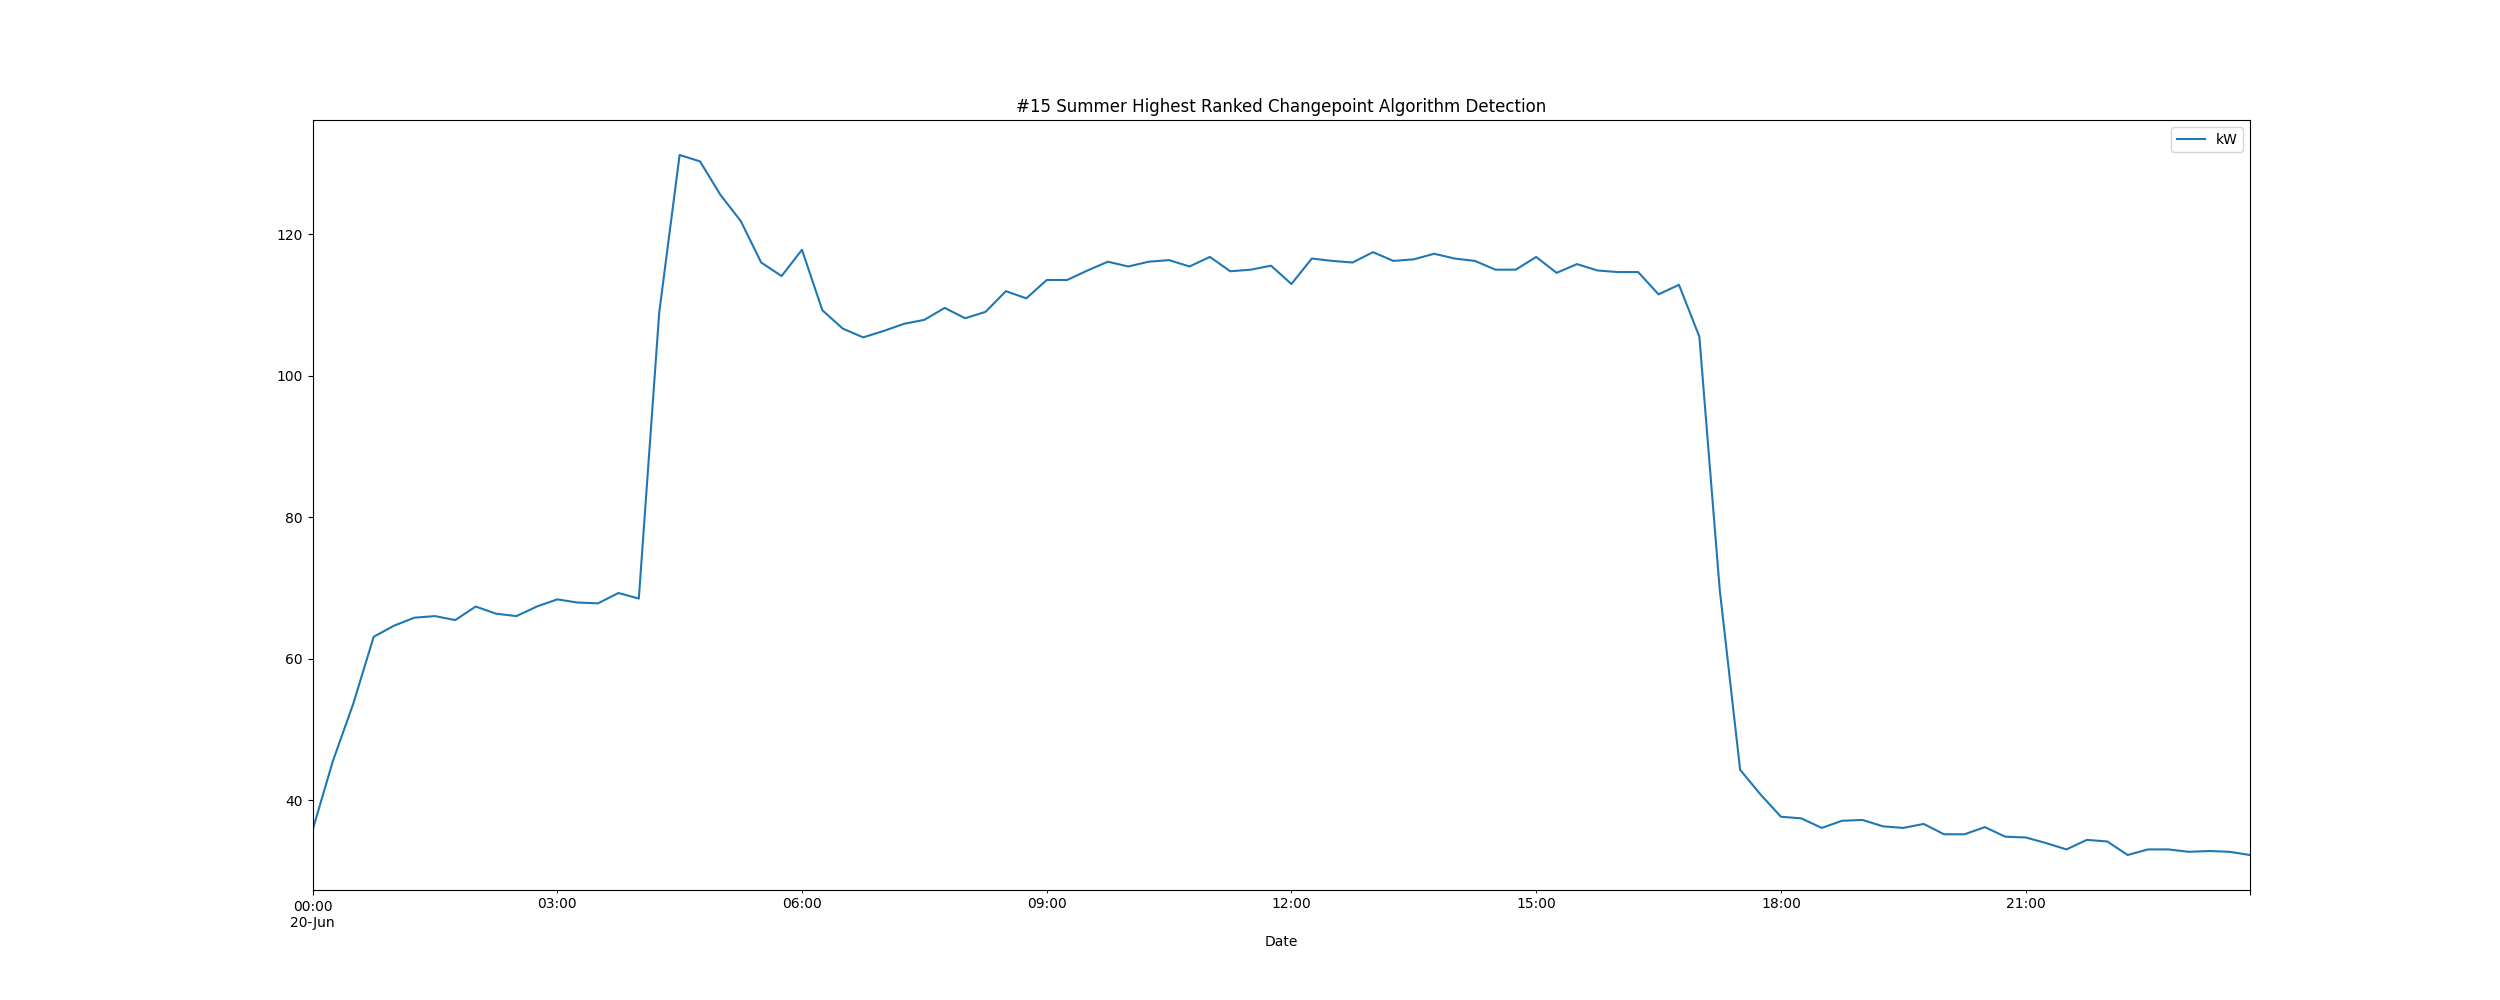 #15 Summer Highest Ranked Changepoint Algorithm Detection
kW
120
100
80
60
40
00:00 03:00 06:00 09:00 12:00 15:00 18:00 21:00
20-Jun
Date